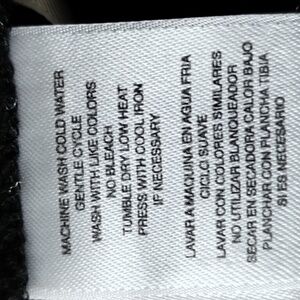 MACHINE WASH COLD WATER
GENTLE CYCLE
WASH WITH LIKE COLORS
NO BLEACH
TUMBLE DRY LOW HEAT
PRESS WITH COOL IRON
IF NECESSARY
LAVAR A MAQUINA EN AGUA FRIA
CICLO SUAVE
LAVAR CON COLORES SIMILARES
NO UTILIZAR BLANQUEADOR
SECAR EN SECADORA CALOR BAJO
PLANCHAR CON PLANCHA TIBIA
SI ES NECESARIO